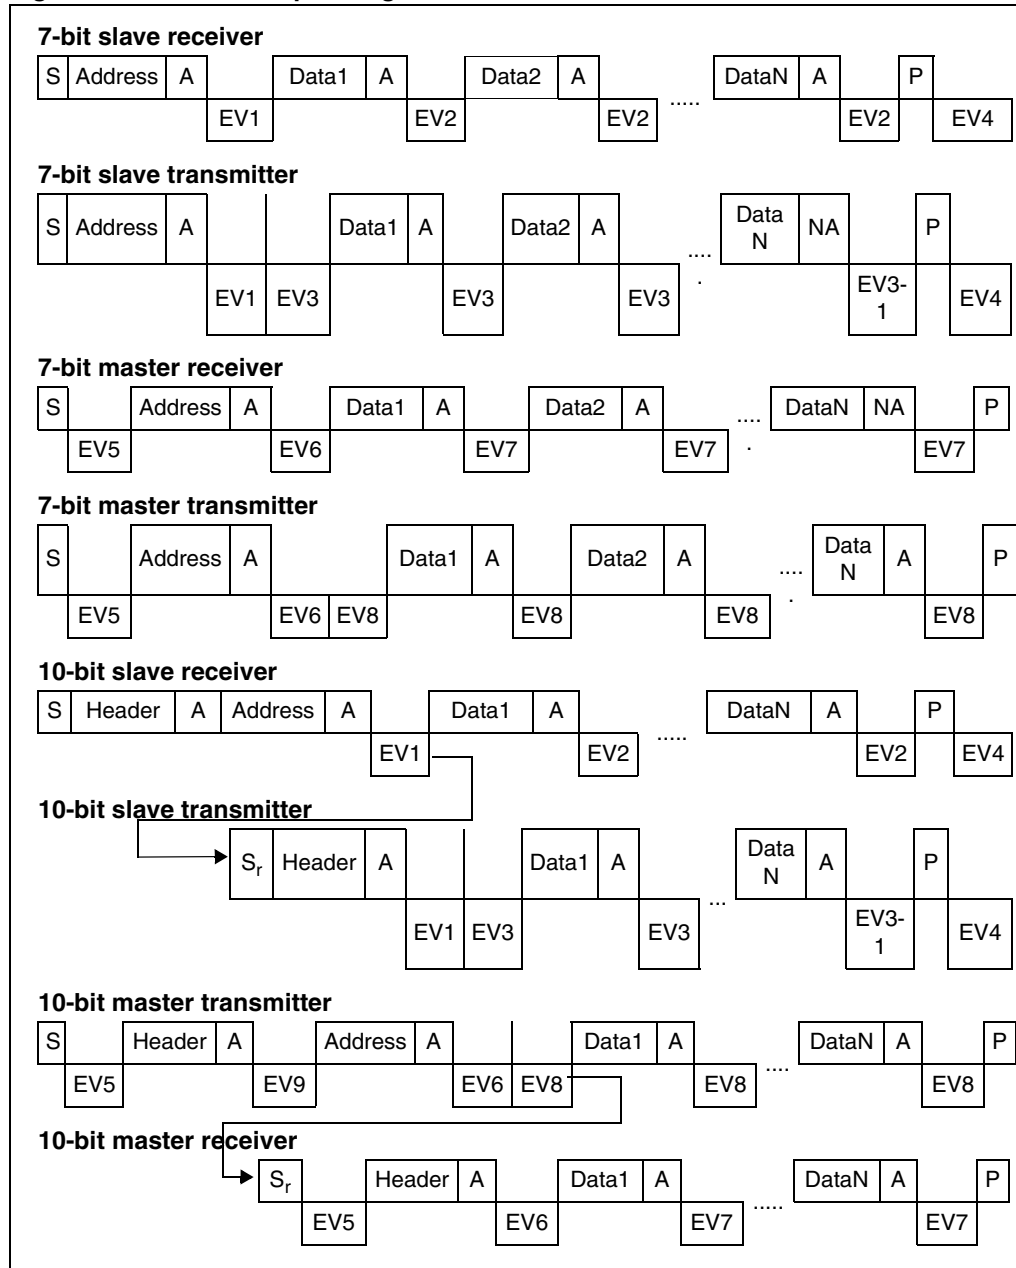 7-bit slave receiver
S Address A Data1 A Data2 A ..... DataN A P
EV1 EV2 EV2 EV2 EV4
7-bit slave transmitter
S Address A Data1 A Data2 A .... . Data N NA P
EV1 EV3 EV3 EV3 EV3-1 EV4
7-bit master receiver
S Address A Data1 A Data2 A .... . DataN NA P
EV5 EV6 EV7 EV7 EV7
7-bit master transmitter
S Address A Data1 A Data2 A .... . Data N A P
EV5 EV6 EV8 EV8 EV8 EV8
10-bit slave receiver
S Header A Address A Data1 A ..... DataN A P
EV1 EV2 EV2 EV4
10-bit slave transmitter
Sr Header A Data1 A ... Data N A P
EV1 EV3 EV3 EV3-1 EV4
10-bit master transmitter
S Header A Address A Data1 A .... DataN A P
EV5 EV9 EV6 EV8 EV8 EV8
10-bit master receiver
Sr Header A Data1 A ..... DataN A P
EV5 EV6 EV7 EV7